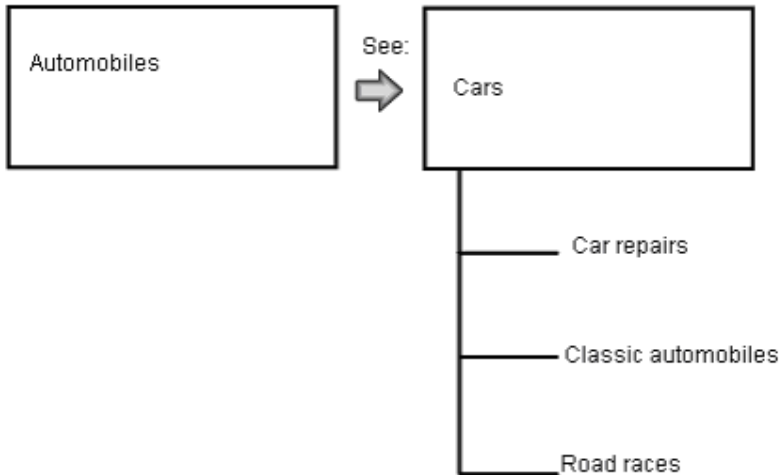 Automobiles
See:
Cars
Car repairs
Classic automobiles
Road races